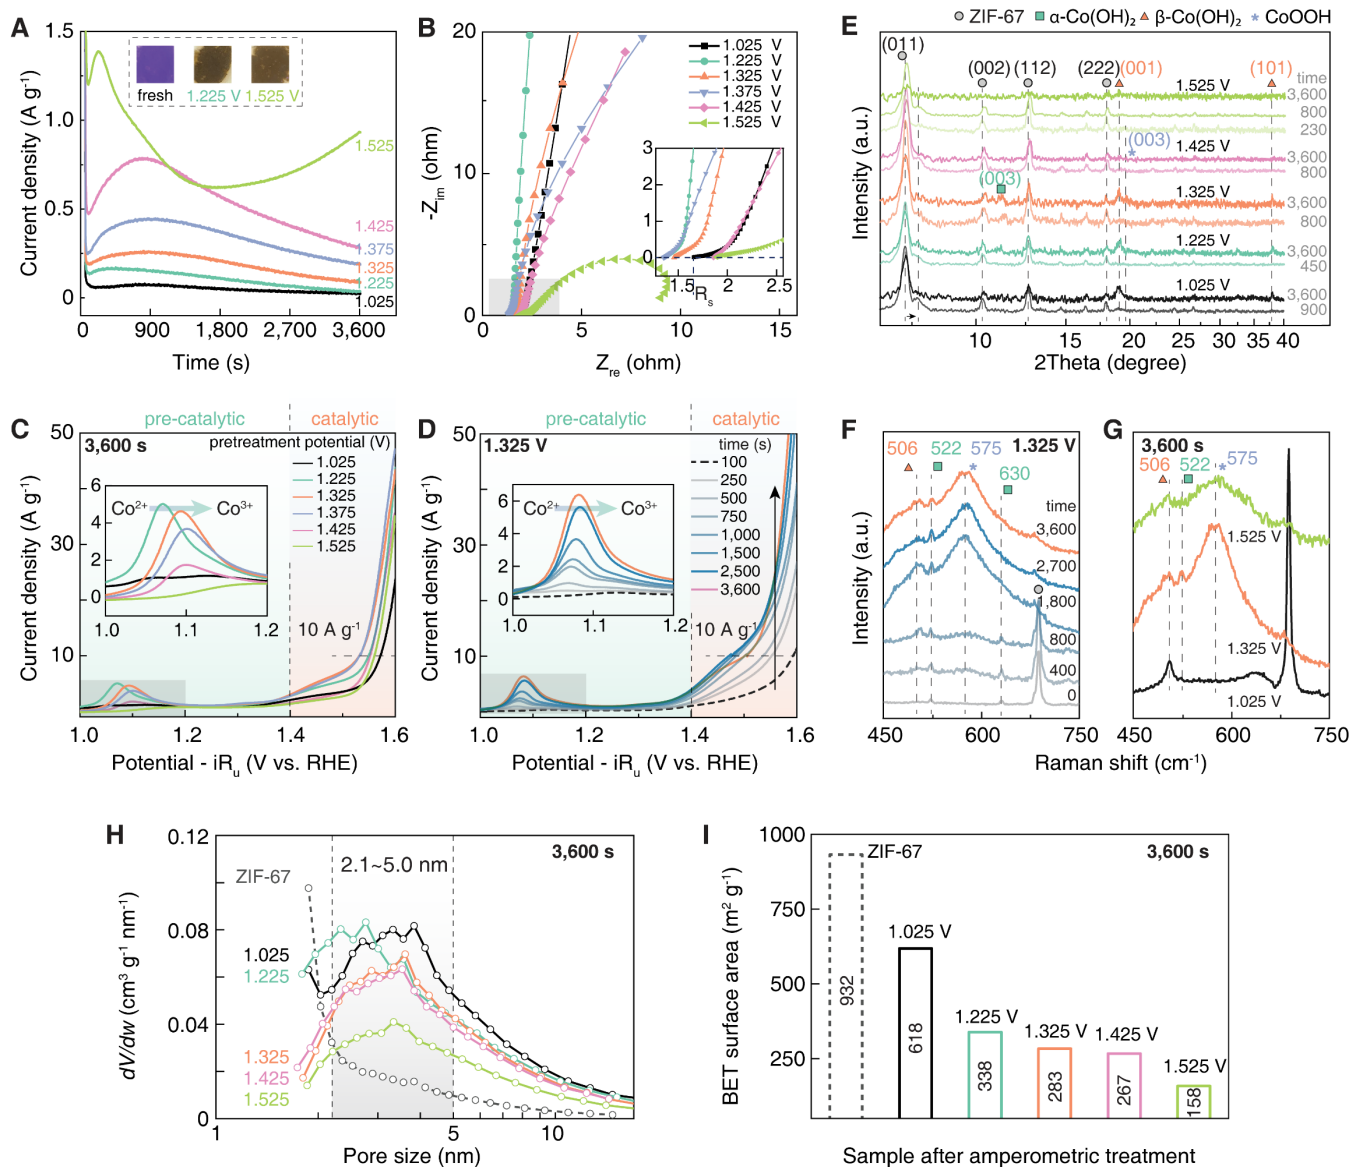 A
Current density (A g⁻¹)
1.5
1.0
0.5
0
fresh
1.225 V
1.525 V
1.525
1.425
1.375
1.325
1.225
1.025
0
900
1,800
2,700
3,600
Time (s)
B
-Zim (ohm)
20
10
0
1.025 V
1.225 V
1.325 V
1.375 V
1.425 V
1.525 V
3
2
1
0
1.5
2
2.5
Rs
0
5
10
15
Zre (ohm)
E
ZIF-67
α-Co(OH)₂
β-Co(OH)₂
CoOOH
Intensity (a.u.)
(011)
(002)
(112)
(222)
(001)
(101)
time
1.525 V
3,600
800
230
(003)
1.425 V
3,600
800
(003)
1.325 V
3,600
800
1.225 V
3,600
450
1.025 V
3,600
900
10
15
20
25
30
35
40
2Theta (degree)
C
pre-catalytic
catalytic
3,600 s
pretreatment potential (V)
1.025
1.225
1.325
1.375
1.425
1.525
Current density (A g⁻¹)
50
30
10
6
4
2
0
Co²⁺
Co³⁺
1.0
1.1
1.2
10 A g⁻¹
1.0
1.2
1.4
1.6
Potential - iRu (V vs. RHE)
D
pre-catalytic
catalytic
1.325 V
time (s)
100
250
500
750
1,000
1,500
2,500
3,600
Current density (A g⁻¹)
50
30
10
6
4
2
0
Co²⁺
Co³⁺
1.0
1.1
1.2
10 A g⁻¹
1.0
1.2
1.4
1.6
Potential - iRu (V vs. RHE)
F
1.325 V
506
522
575
630
time
3,600
2,700
1,800
800
400
0
Intensity (a.u.)
450
600
750
G
3,600 s
506
522
575
1.525 V
1.325 V
1.025 V
450
600
750
Raman shift (cm⁻¹)
H
dV/dw (cm³ g⁻¹ nm⁻¹)
0.12
0.08
0.04
0
3,600 s
2.1~5.0 nm
ZIF-67
1.025
1.225
1.325
1.425
1.525
1
5
10
Pore size (nm)
I
BET surface area (m² g⁻¹)
1000
750
500
250
3,600 s
ZIF-67
932
1.025 V
618
1.225 V
338
1.325 V
283
1.425 V
267
1.525 V
158
Sample after amperometric treatment